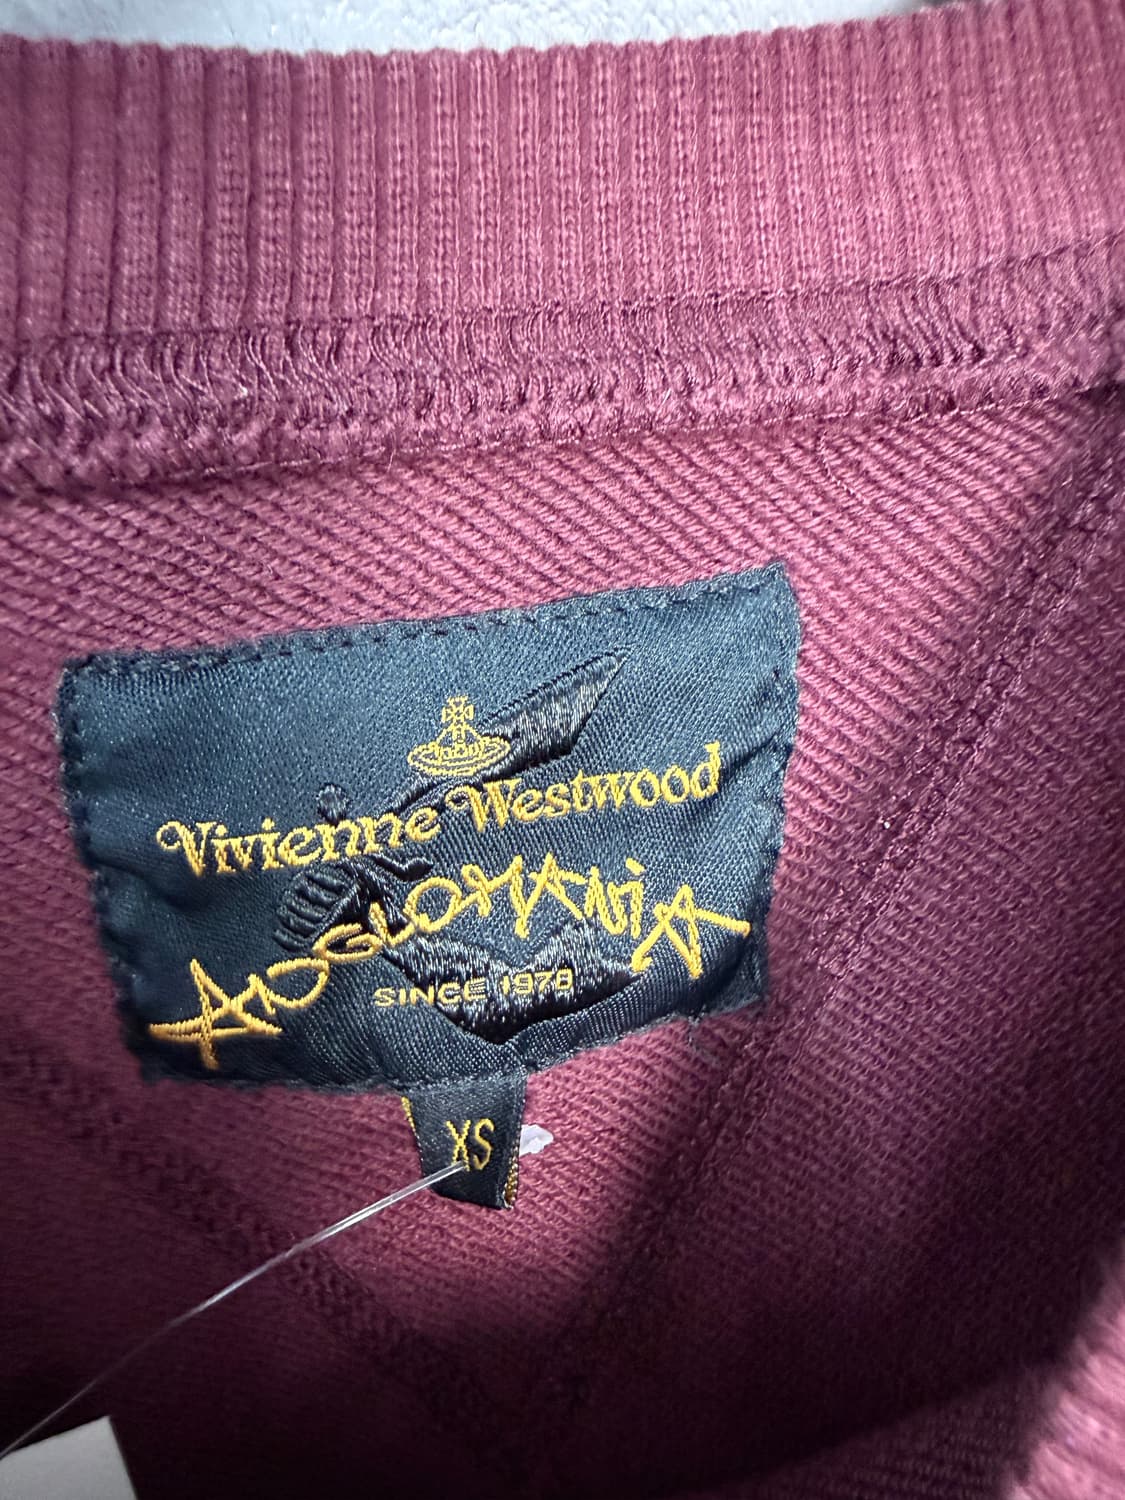 Vivienne Westwood
ANGLOMANiA
SINCE 1978
XS